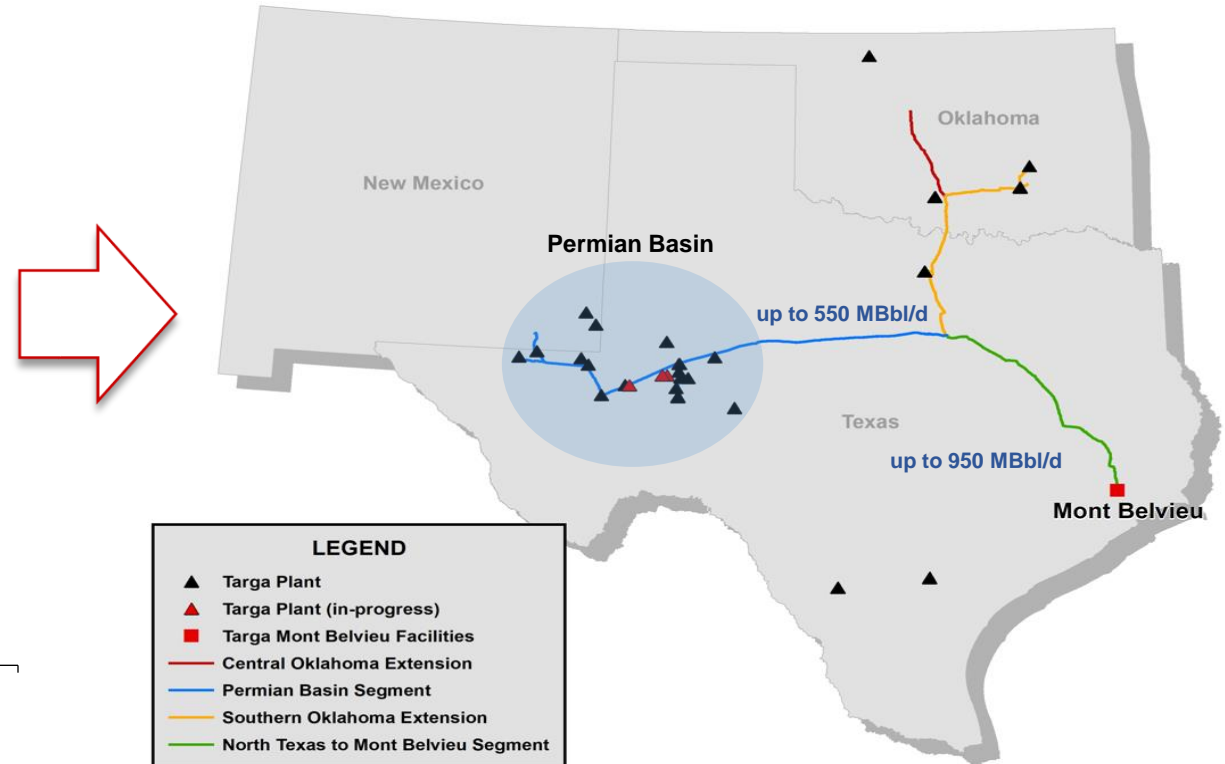 Oklahoma
New Mexico
Permian Basin
up to 550 MBbl/d
Texas
up to 950 MBbl/d
Mont Belvieu
LEGEND
Targa Plant
Targa Plant (in-progress)
Targa Mont Belvieu Facilities
Central Oklahoma Extension
Permian Basin Segment
Southern Oklahoma Extension
North Texas to Mont Belvieu Segment